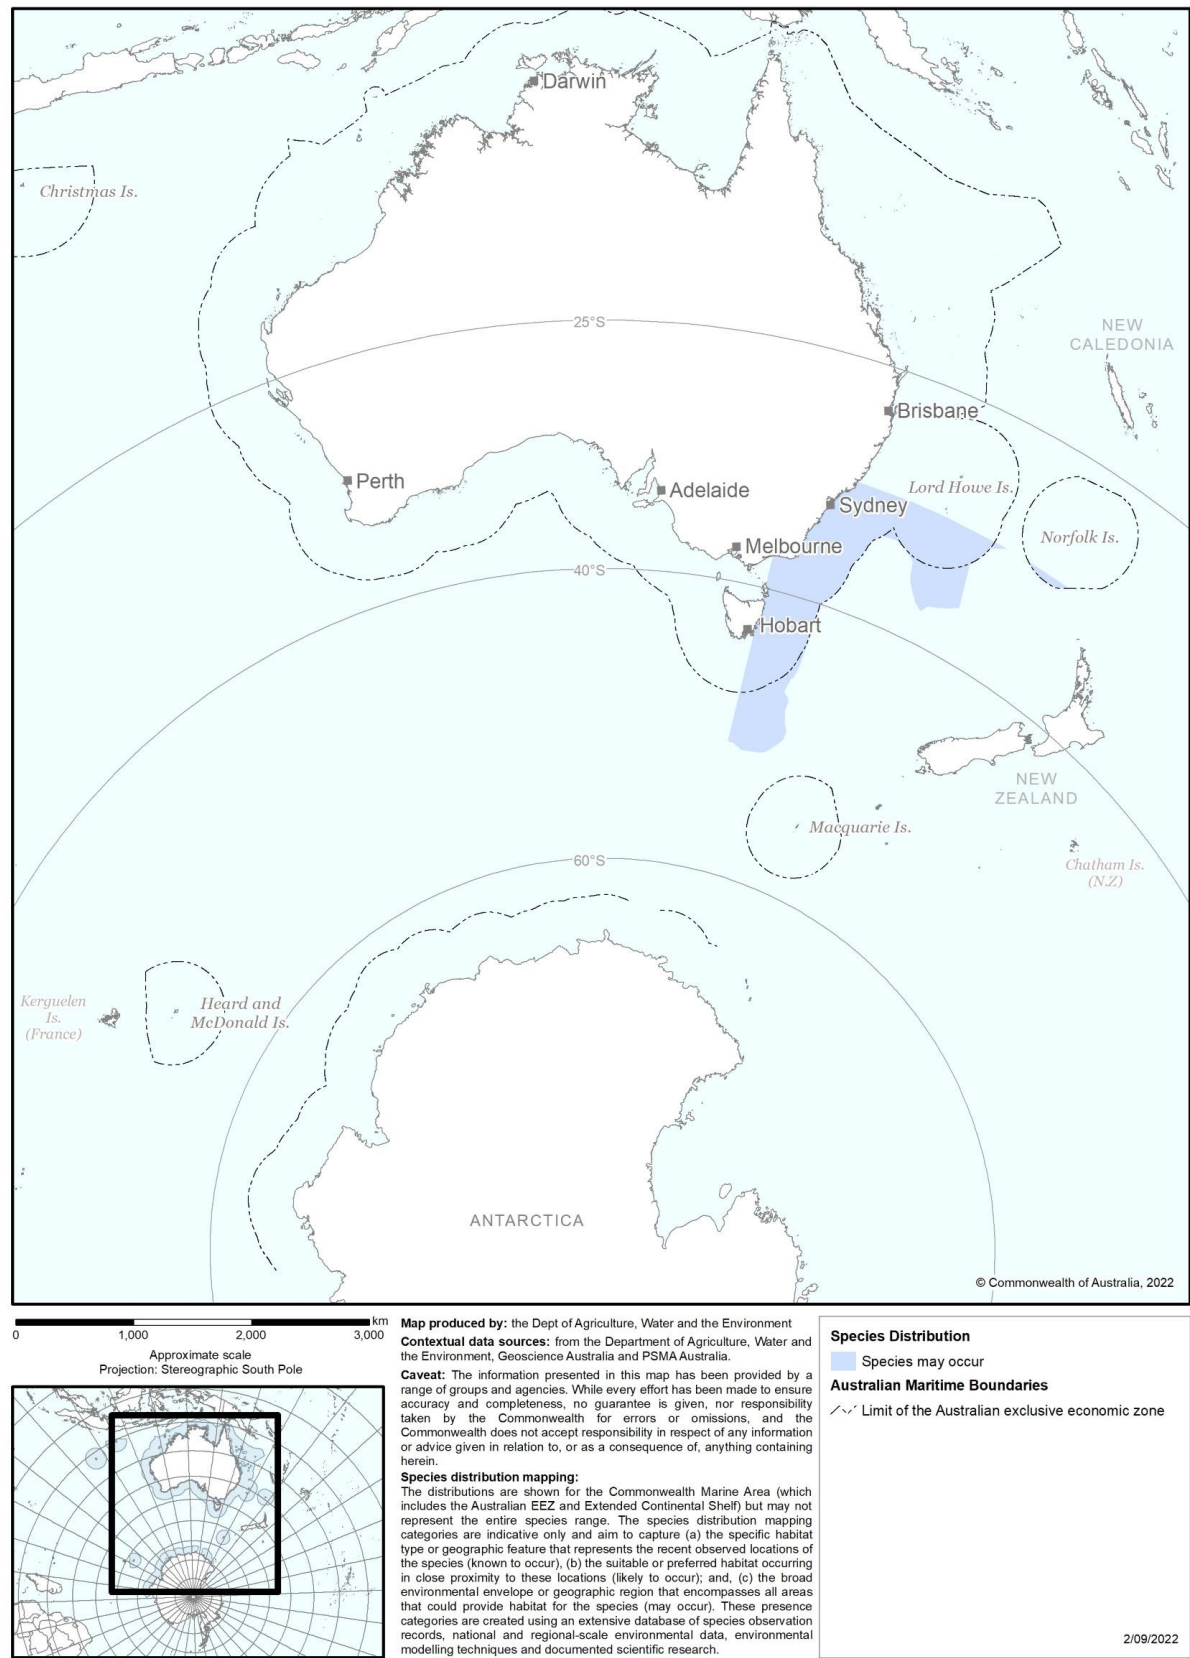 Darwin
Christmas Is.
25°S
NEW
CALEDONIA
Brisbane
Perth
Adelaide
Lord Howe Is.
Sydney
Norfolk Is.
Melbourne
40°S
Hobart
NEW
ZEALAND
Macquarie Is.
60°S
Chatham Is.
(N.Z)
Kerguelen
Is.
(France)
Heard and
McDonald Is.
ANTARCTICA
© Commonwealth of Australia, 2022
km
0 1,000 2,000 3,000
Approximate scale
Projection: Stereographic South Pole
Map produced by: the Dept of Agriculture, Water and the Environment
Contextual data sources: from the Department of Agriculture, Water and
the Environment, Geoscience Australia and PSMA Australia.
Caveat: The information presented in this map has been provided by a
range of groups and agencies. While every effort has been made to ensure
accuracy and completeness, no guarantee is given, nor responsibility
taken by the Commonwealth for errors or omissions, and the
Commonwealth does not accept responsibility in respect of any information
or advice given in relation to, or as a consequence of, anything containing
herein.
Species distribution mapping:
The distributions are shown for the Commonwealth Marine Area (which
includes the Australian EEZ and Extended Continental Shelf) but may not
represent the entire species range. The species distribution mapping
categories are indicative only and aim to capture (a) the specific habitat
type or geographic feature that represents the recent observed locations of
the species (known to occur), (b) the suitable or preferred habitat occurring
in close proximity to these locations (likely to occur); and, (c) the broad
environmental envelope or geographic region that encompasses all areas
that could provide habitat for the species (may occur). These presence
categories are created using an extensive database of species observation
records, national and regional-scale environmental data, environmental
modelling techniques and documented scientific research.
Species Distribution
Species may occur
Australian Maritime Boundaries
Limit of the Australian exclusive economic zone
2/09/2022